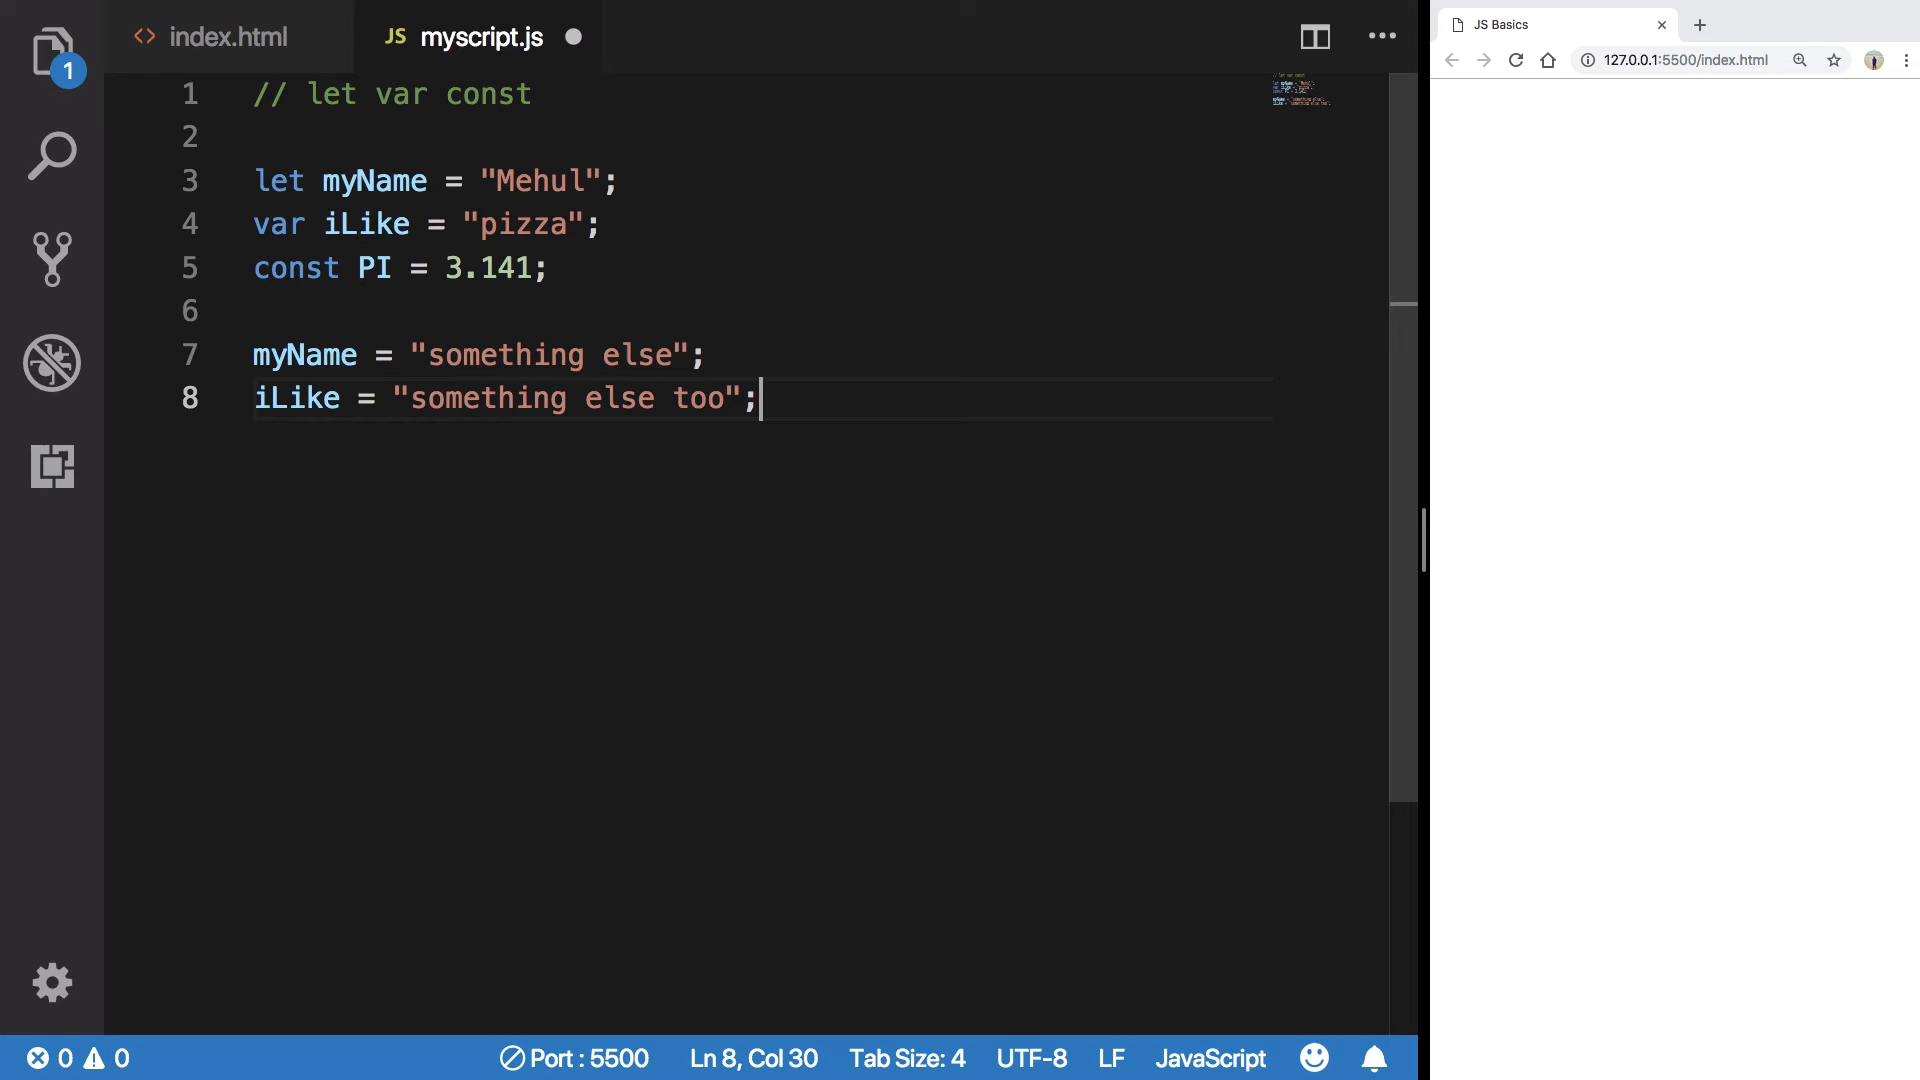 index.html
JS myscript.js
1
1 // let var const
2
3 let myName = "Mehul";
4 var iLike = "pizza";
5 const PI = 3.141;
6
7 myName = "something else";
8 iLike = "something else too";
0 0 Port : 5500 Ln 8, Col 30 Tab Size: 4 UTF-8 LF JavaScript
JS Basics
127.0.0.1:5500/index.html